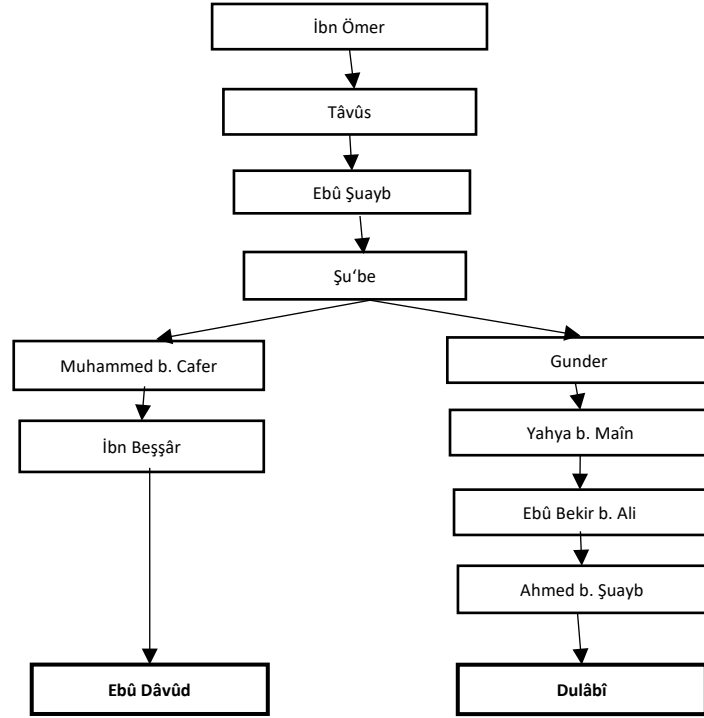 İbn Ömer
Tâvûs
Ebû Şuayb
Şu‘be
Muhammed b. Cafer
Gunder
İbn Beşşâr
Yahya b. Maîn
Ebû Bekir b. Ali
Ahmed b. Şuayb
Ebû Dâvûd
Dulâbî